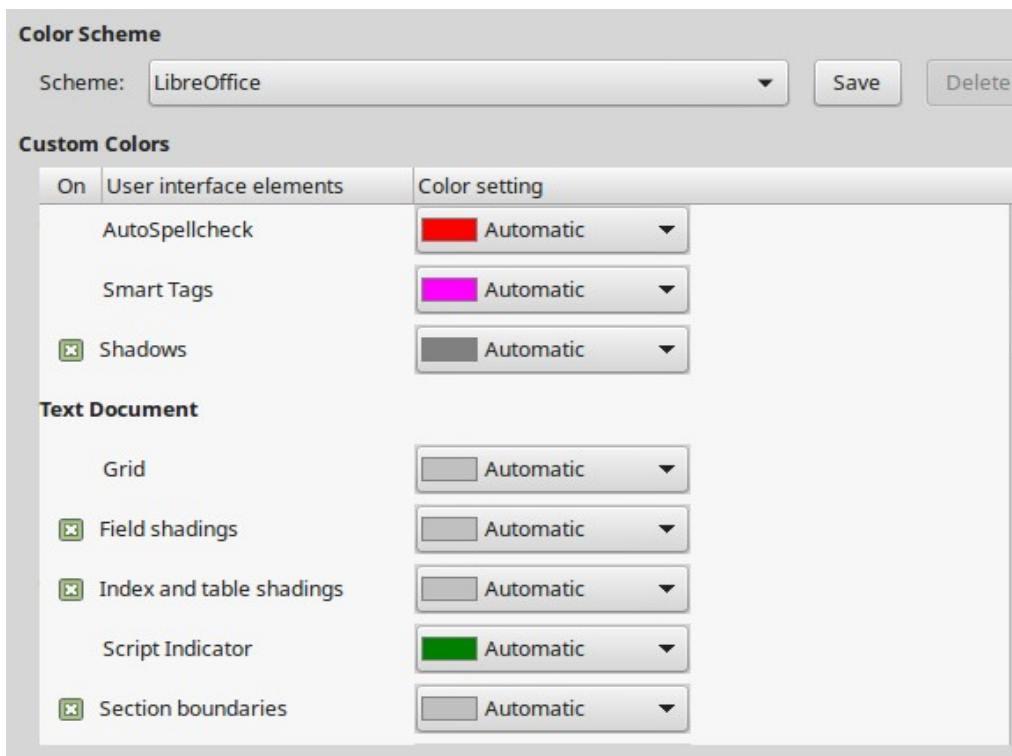 Color Scheme
Scheme: LibreOffice Save Delete
Custom Colors
On User interface elements Color setting
AutoSpellcheck Automatic
Smart Tags Automatic
Shadows Automatic
Text Document
Grid Automatic
Field shadings Automatic
Index and table shadings Automatic
Script Indicator Automatic
Section boundaries Automatic